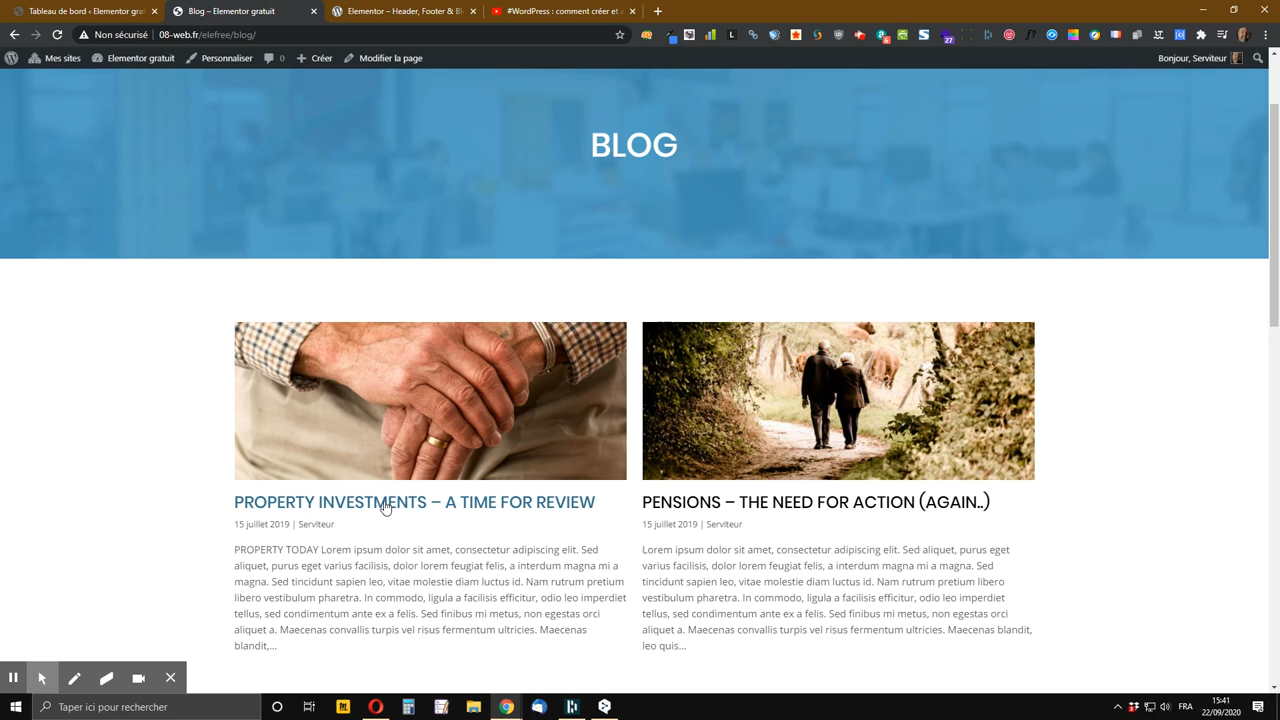 Tableau de bord ‹ Elementor grat
Blog – Elementor gratuit
WordPress – Header, Footer & Bl
#WordPress : comment créer et a
Non sécurisé
08-web.fr/elefree/blog/
27
Mes sites
Elementor gratuit
Personnaliser
0
Créer
Modifier la page
Bonjour, Serviteur
BLOG
PROPERTY INVESTMENTS – A TIME FOR REVIEW
15 juillet 2019 | Serviteur
PROPERTY TODAY Lorem ipsum dolor sit amet, consectetur adipiscing elit. Sed
aliquet, purus eget varius facilisis, dolor lorem feugiat felis, a interdum magna mi a
magna. Sed tincidunt sapien leo, vitae molestie diam luctus id. Nam rutrum pretium
libero vestibulum pharetra. In commodo, ligula a facilisis efficitur, odio leo imperdiet
tellus, sed condimentum ante ex a felis. Sed finibus mi metus, non egestas orci
aliquet a. Maecenas convallis turpis vel risus fermentum ultricies. Maecenas
blandit,...
PENSIONS – THE NEED FOR ACTION (AGAIN..)
15 juillet 2019 | Serviteur
Lorem ipsum dolor sit amet, consectetur adipiscing elit. Sed aliquet, purus eget
varius facilisis, dolor lorem feugiat felis, a interdum magna mi a magna. Sed
tincidunt sapien leo, vitae molestie diam luctus id. Nam rutrum pretium libero
vestibulum pharetra. In commodo, ligula a facilisis efficitur, odio leo imperdiet
tellus, sed condimentum ante ex a felis. Sed finibus mi metus, non egestas orci
aliquet a. Maecenas convallis turpis vel risus fermentum ultricies. Maecenas blandit,
leo quis...
Taper ici pour rechercher
FRA
15:41
22/09/2020